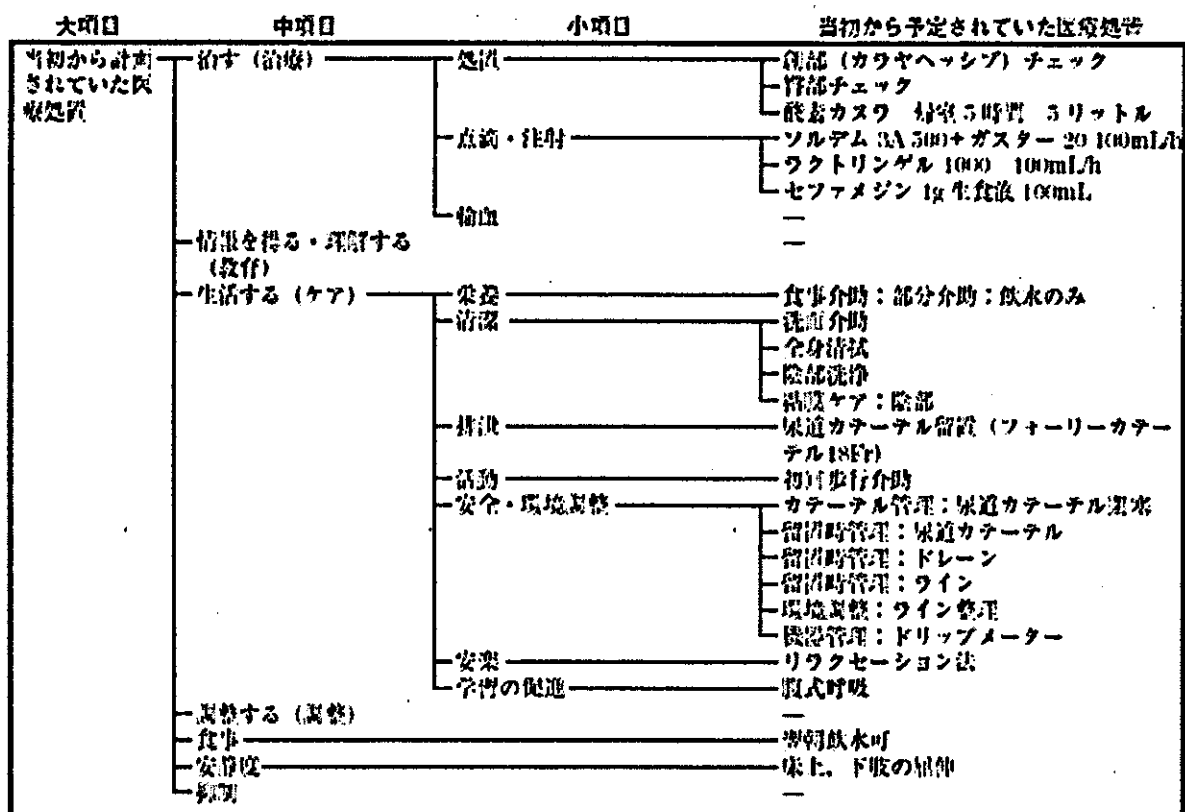 大項目 中項目 小項目 当初から予定されていた医療処置
当初から計画 治す（治療） 処置 創部（カラヤヘッシブ）チェック
されていた医 管部チェック
療処置 酸素カヌラ 帰室5時間 5リットル
点滴・注射 ソルデム 3A 500+ガスター 20 100mL/h
ラクトリンゲル 1000 100mL/h
セファメジン 1g 生食液 100mL
輸血 —
情報を得る・理解する —
（教育）
生活する（ケア） 栄養 食事介助：部分介助：飲水のみ
清潔 洗面介助
全身清拭
陰部洗浄
粘膜ケア：陰部
排泄 尿道カテーテル留置（フォーリーカテー
テル18Fr）
活動 初回歩行介助
安全・環境調整 カテーテル管理：尿道カテーテル閉塞
留置時管理：尿道カテーテル
留置時管理：ドレーン
留置時管理：ライン
環境調整：ライン整理
機器管理：ドリップメーター
安楽 リラクセーション法
学習の促進 腹式呼吸
調整する（調整） —
食事 翌朝飲水可
安静度 床上，下肢の屈伸
抑制 —